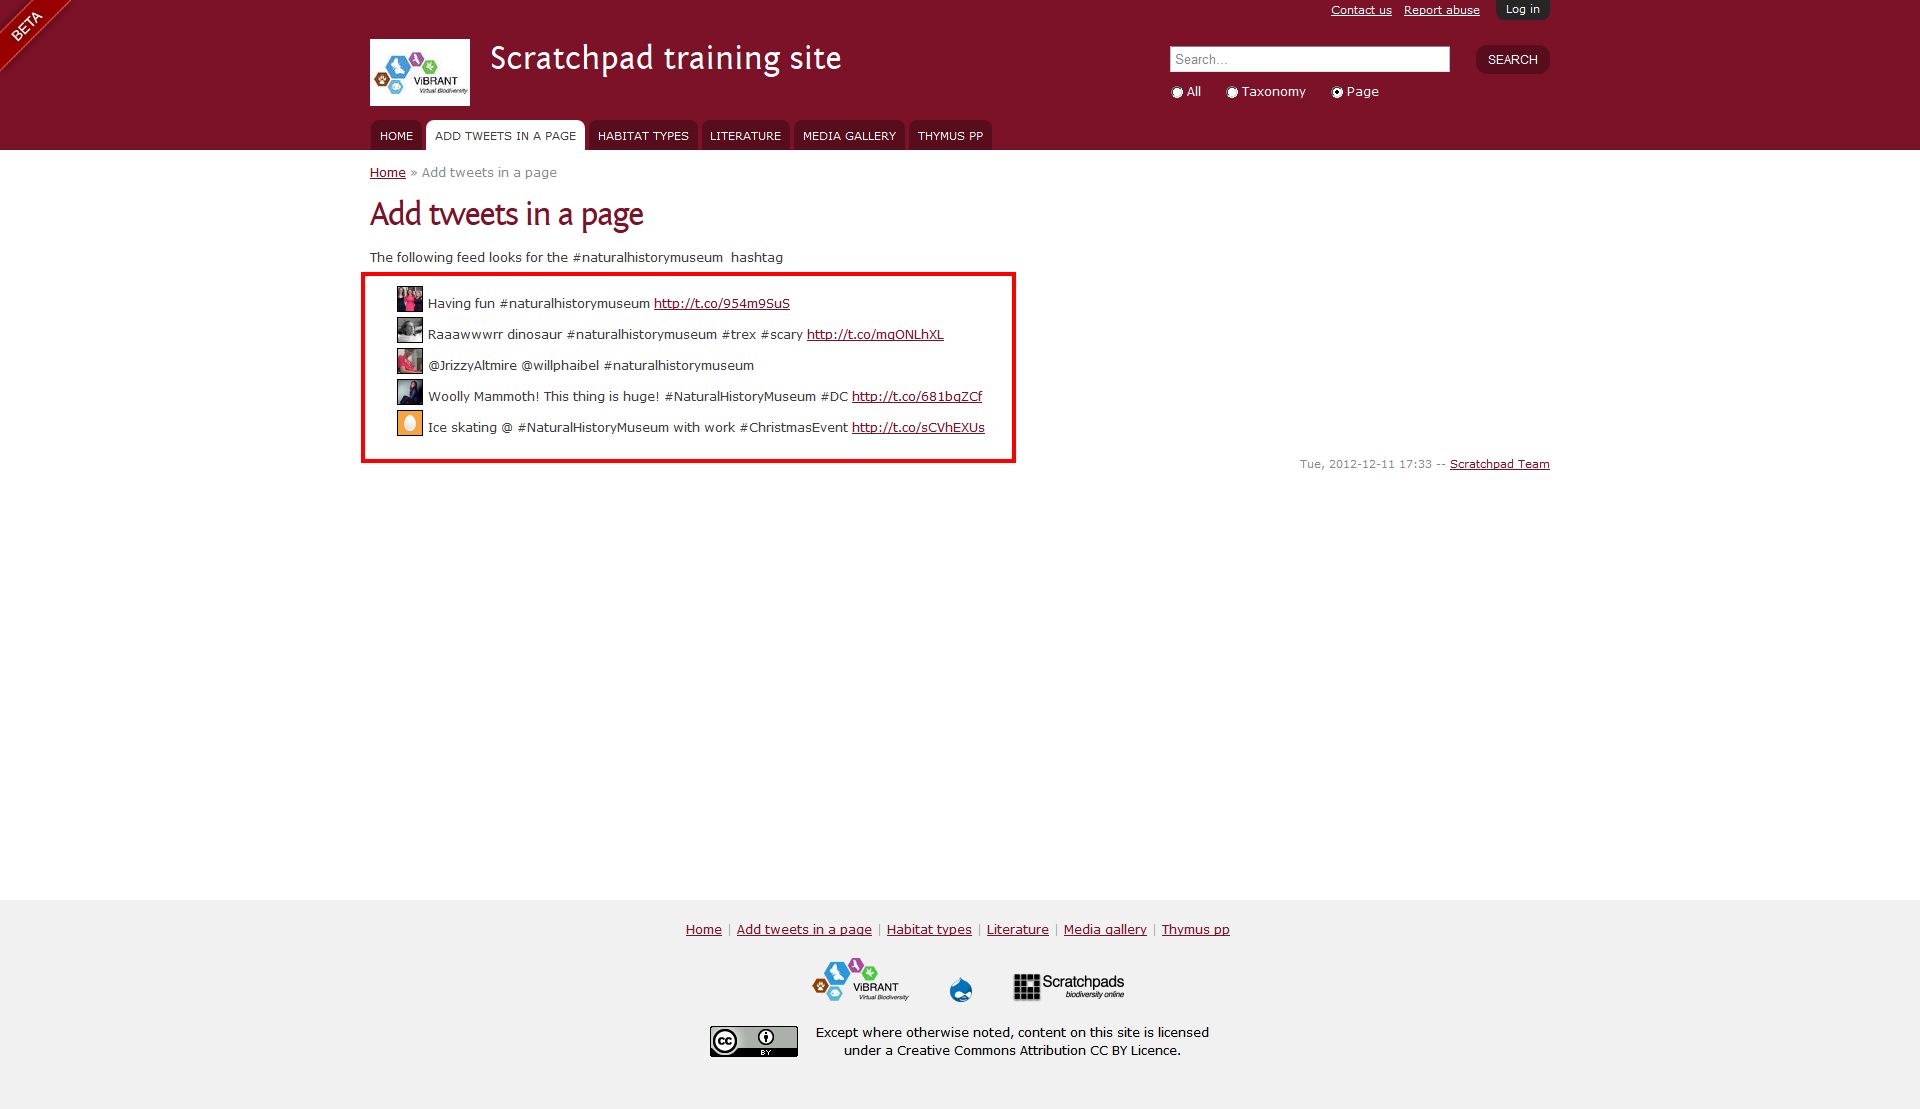 BETA
Contact us Report abuse Log in
ViBRANT
Virtual Biodiversity
Scratchpad training site
Search...
SEARCH
All Taxonomy Page
HOME ADD TWEETS IN A PAGE HABITAT TYPES LITERATURE MEDIA GALLERY THYMUS PP
Home » Add tweets in a page
Add tweets in a page
The following feed looks for the #naturalhistorymuseum hashtag
Having fun #naturalhistorymuseum http://t.co/954m9SuS
Raaawwwrr dinosaur #naturalhistorymuseum #trex #scary http://t.co/mqONLhXL
@JrizzyAltmire @willphaibel #naturalhistorymuseum
Woolly Mammoth! This thing is huge! #NaturalHistoryMuseum #DC http://t.co/681bqZCf
Ice skating @ #NaturalHistoryMuseum with work #ChristmasEvent http://t.co/sCVhEXUs
Tue, 2012-12-11 17:33 -- Scratchpad Team
Home | Add tweets in a page | Habitat types | Literature | Media gallery | Thymus pp
ViBRANT
Virtual Biodiversity
Scratchpads
biodiversity online
cc
BY
Except where otherwise noted, content on this site is licensed
under a Creative Commons Attribution CC BY Licence.